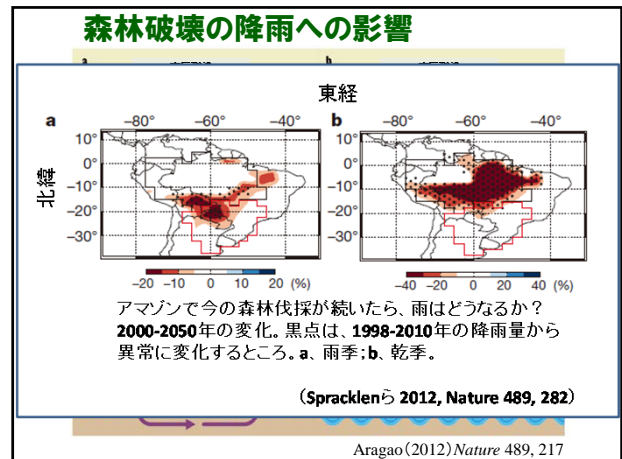 森林破壊の降雨への影響
a
b
東経
−80° −60° −40° −80° −60° −40°
a
b
10° 10°
0° 0°
−10° −10°
−20° −20°
−30° −30°
北緯
−20 −10 0 10 20 (%)
−40 −20 0 20 40 (%)
アマゾンで今の森林伐採が続いたら、雨はどうなるか？
2000-2050年の変化。黒点は、1998-2010年の降雨量から
異常に変化するところ。a、雨季；b、乾季。
（Spracklenら 2012, Nature 489, 282）
Aragao(2012)Nature 489, 217